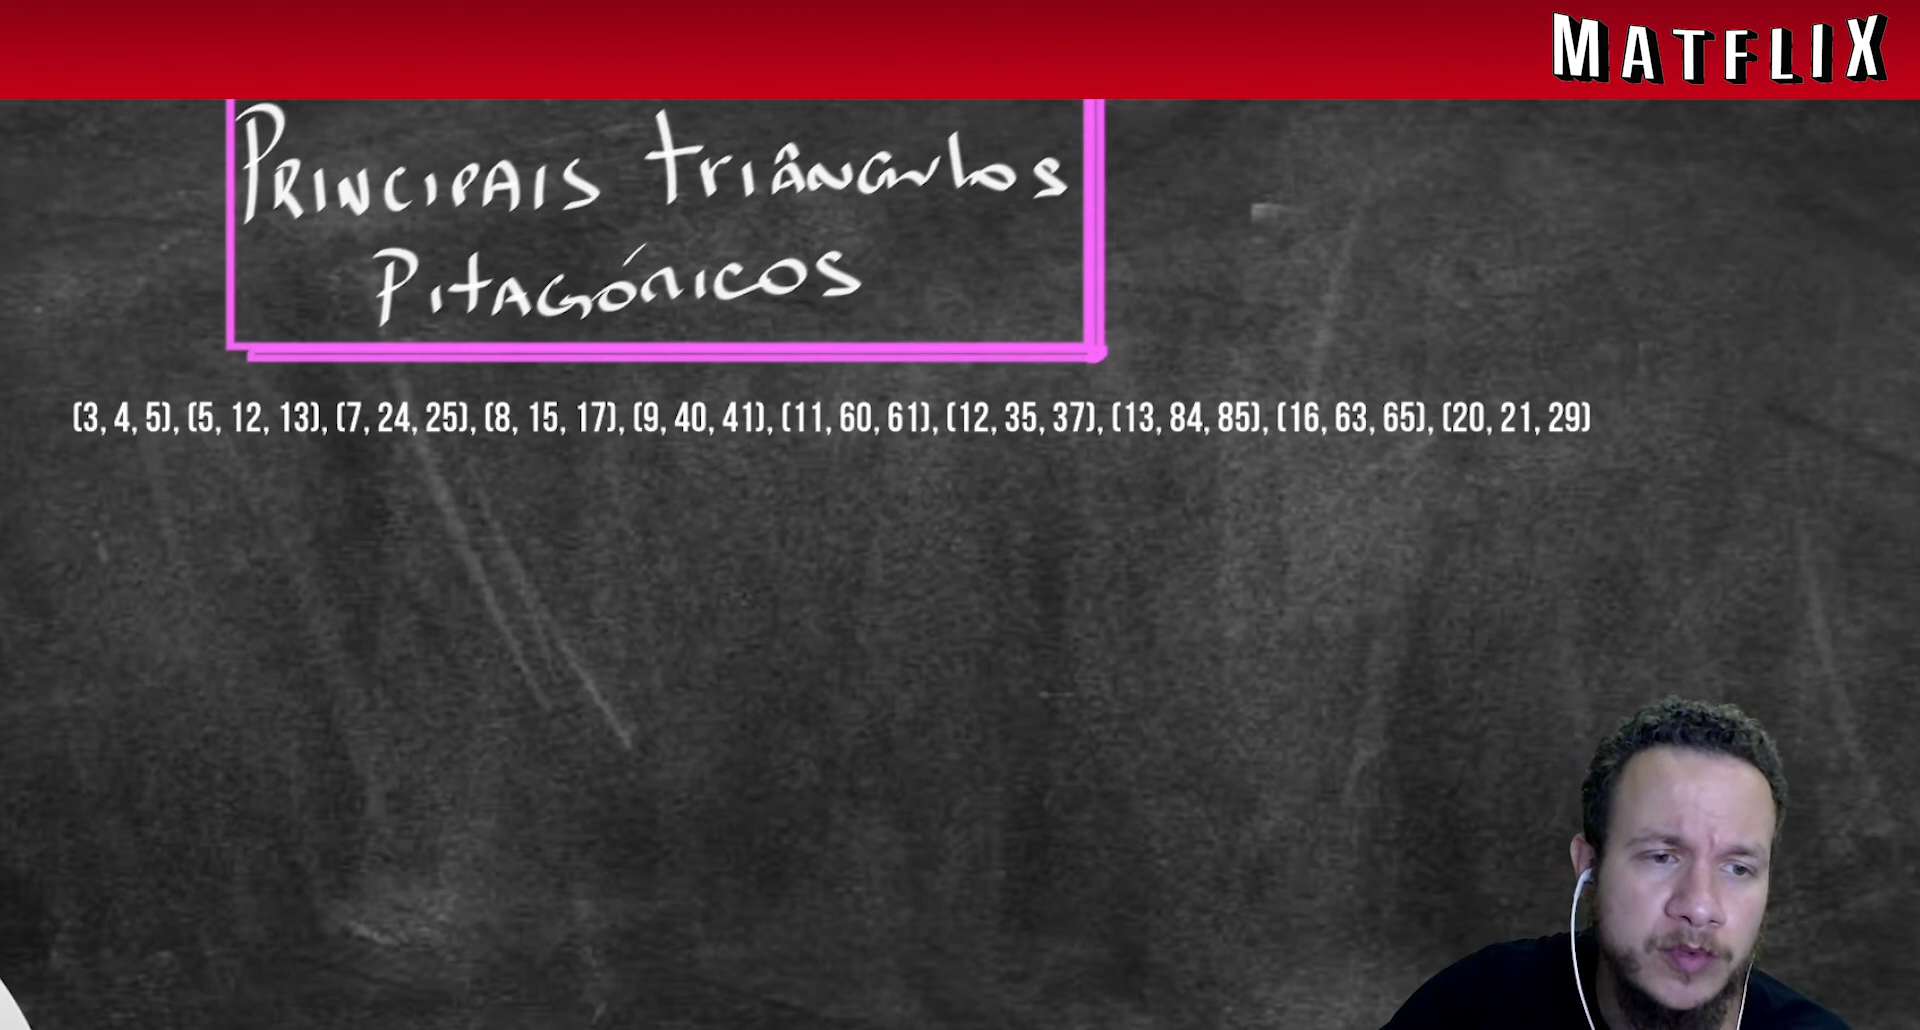 MATFLIX
PRINCIPAIS TRIÂNGULOS
PITAGÓRICOS
(3, 4, 5), (5, 12, 13), (7, 24, 25), (8, 15, 17), (9, 40, 41), (11, 60, 61), (12, 35, 37), (13, 84, 85), (16, 63, 65), (20, 21, 29)